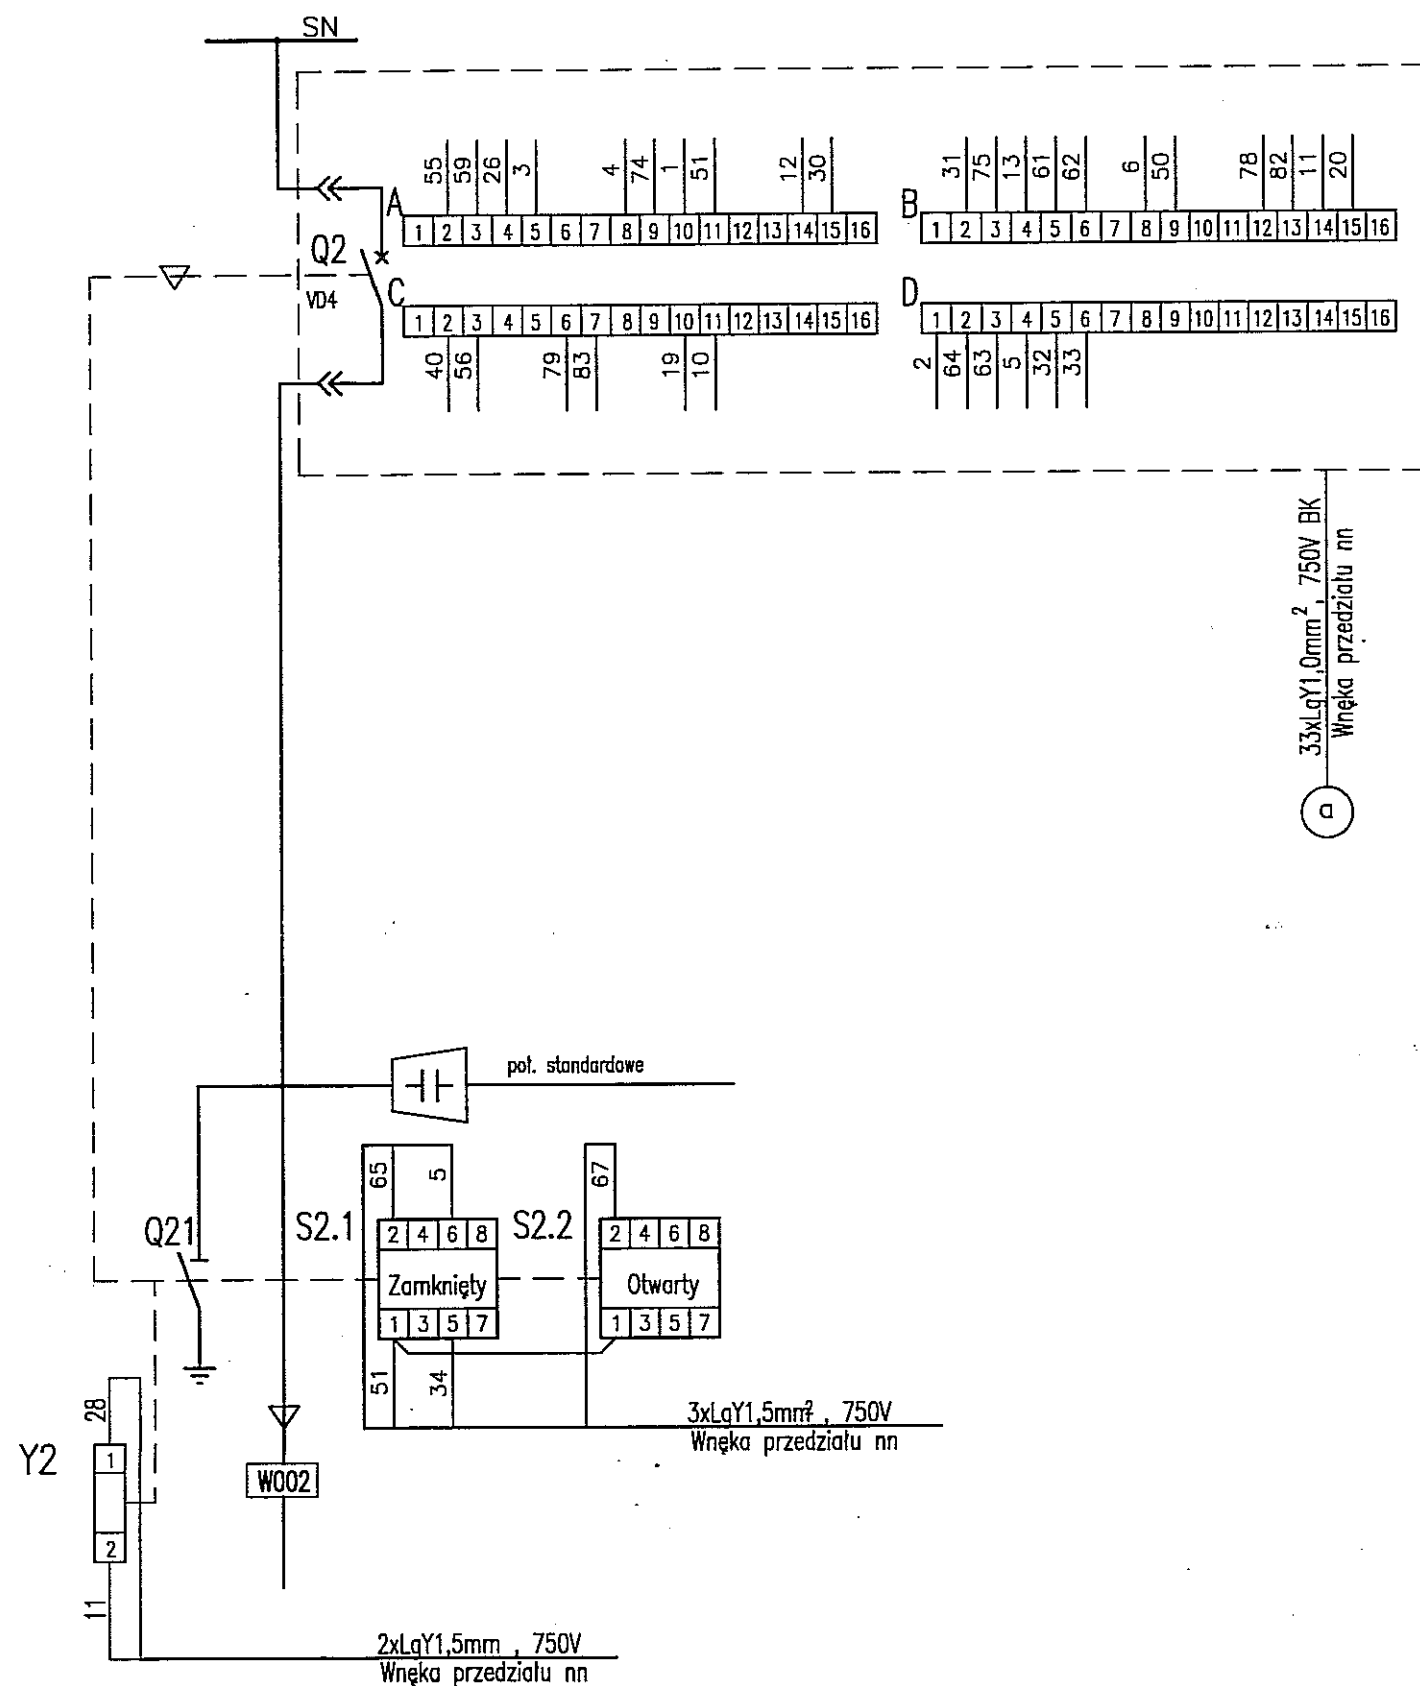 SN
55 59 26 3 4 74 1 51 12 30
31 75 13 61 62 6 50 78 82 11 20
A
1 2 3 4 5 6 7 8 9 10 11 12 13 14 15 16
B
1 2 3 4 5 6 7 8 9 10 11 12 13 14 15 16
Q2
VD4
C
1 2 3 4 5 6 7 8 9 10 11 12 13 14 15 16
D
1 2 3 4 5 6 7 8 9 10 11 12 13 14 15 16
40 56 79 83 19 10
2 64 63 5 32 33
33xLgY1,0mm², 750V BK
Wnęka przedziału nn
a
poł. standardowe
65 5
67
Q21
S2.1
2 4 6 8
Zamknięty
1 3 5 7
S2.2
2 4 6 8
Otwarty
1 3 5 7
51 34
3xLgY1,5mm², 750V
Wnęka przedziału nn
28
Y2
1
2
11
W002
2xLgY1,5mm , 750V
Wnęka przedziału nn